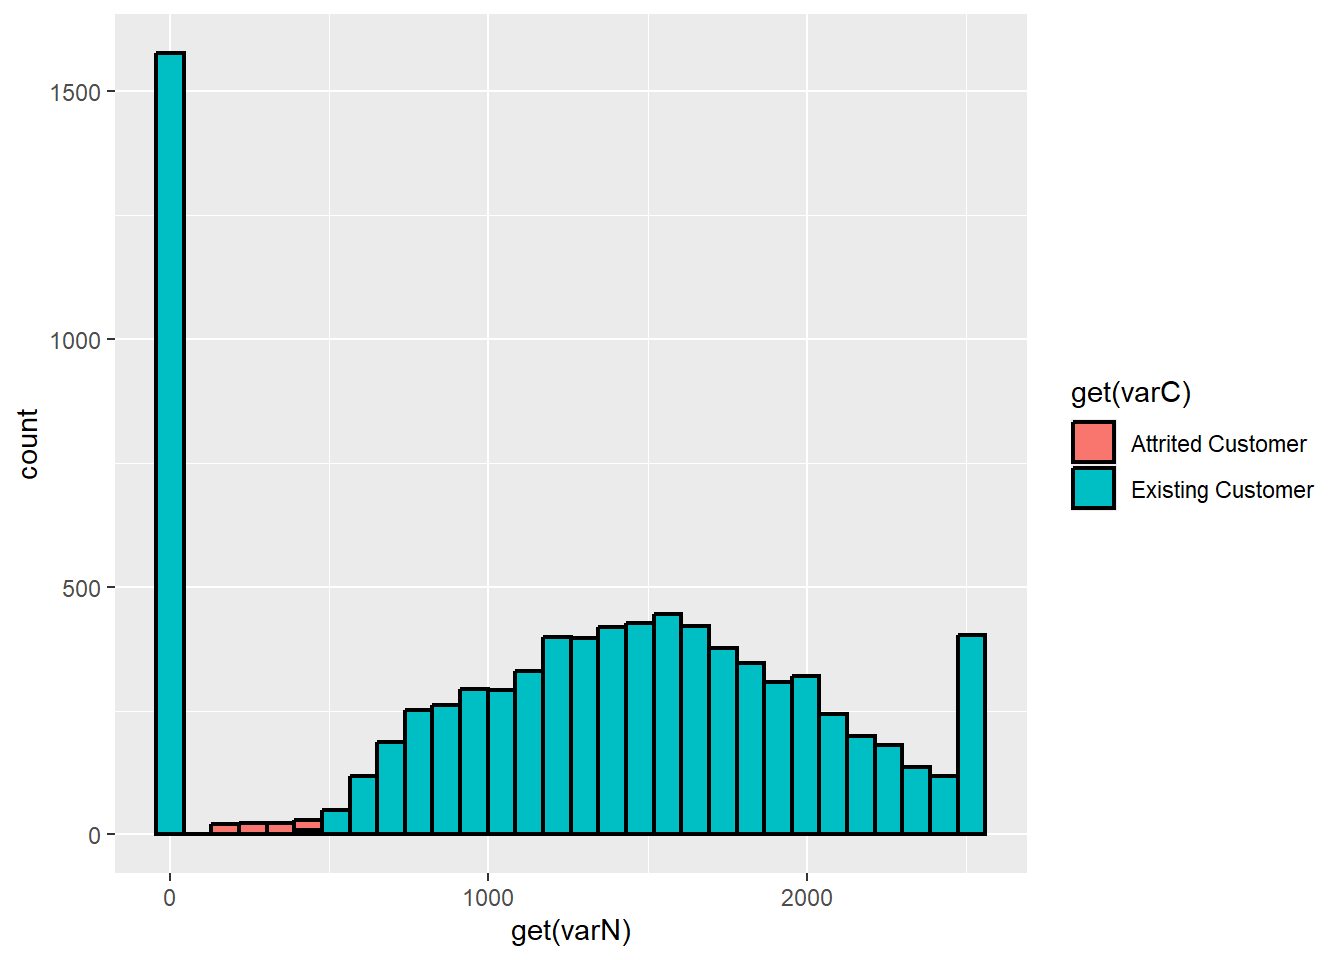 1500
1000
500
0
count
0
1000
2000
get(varN)
get(varC)
Attrited Customer
Existing Customer